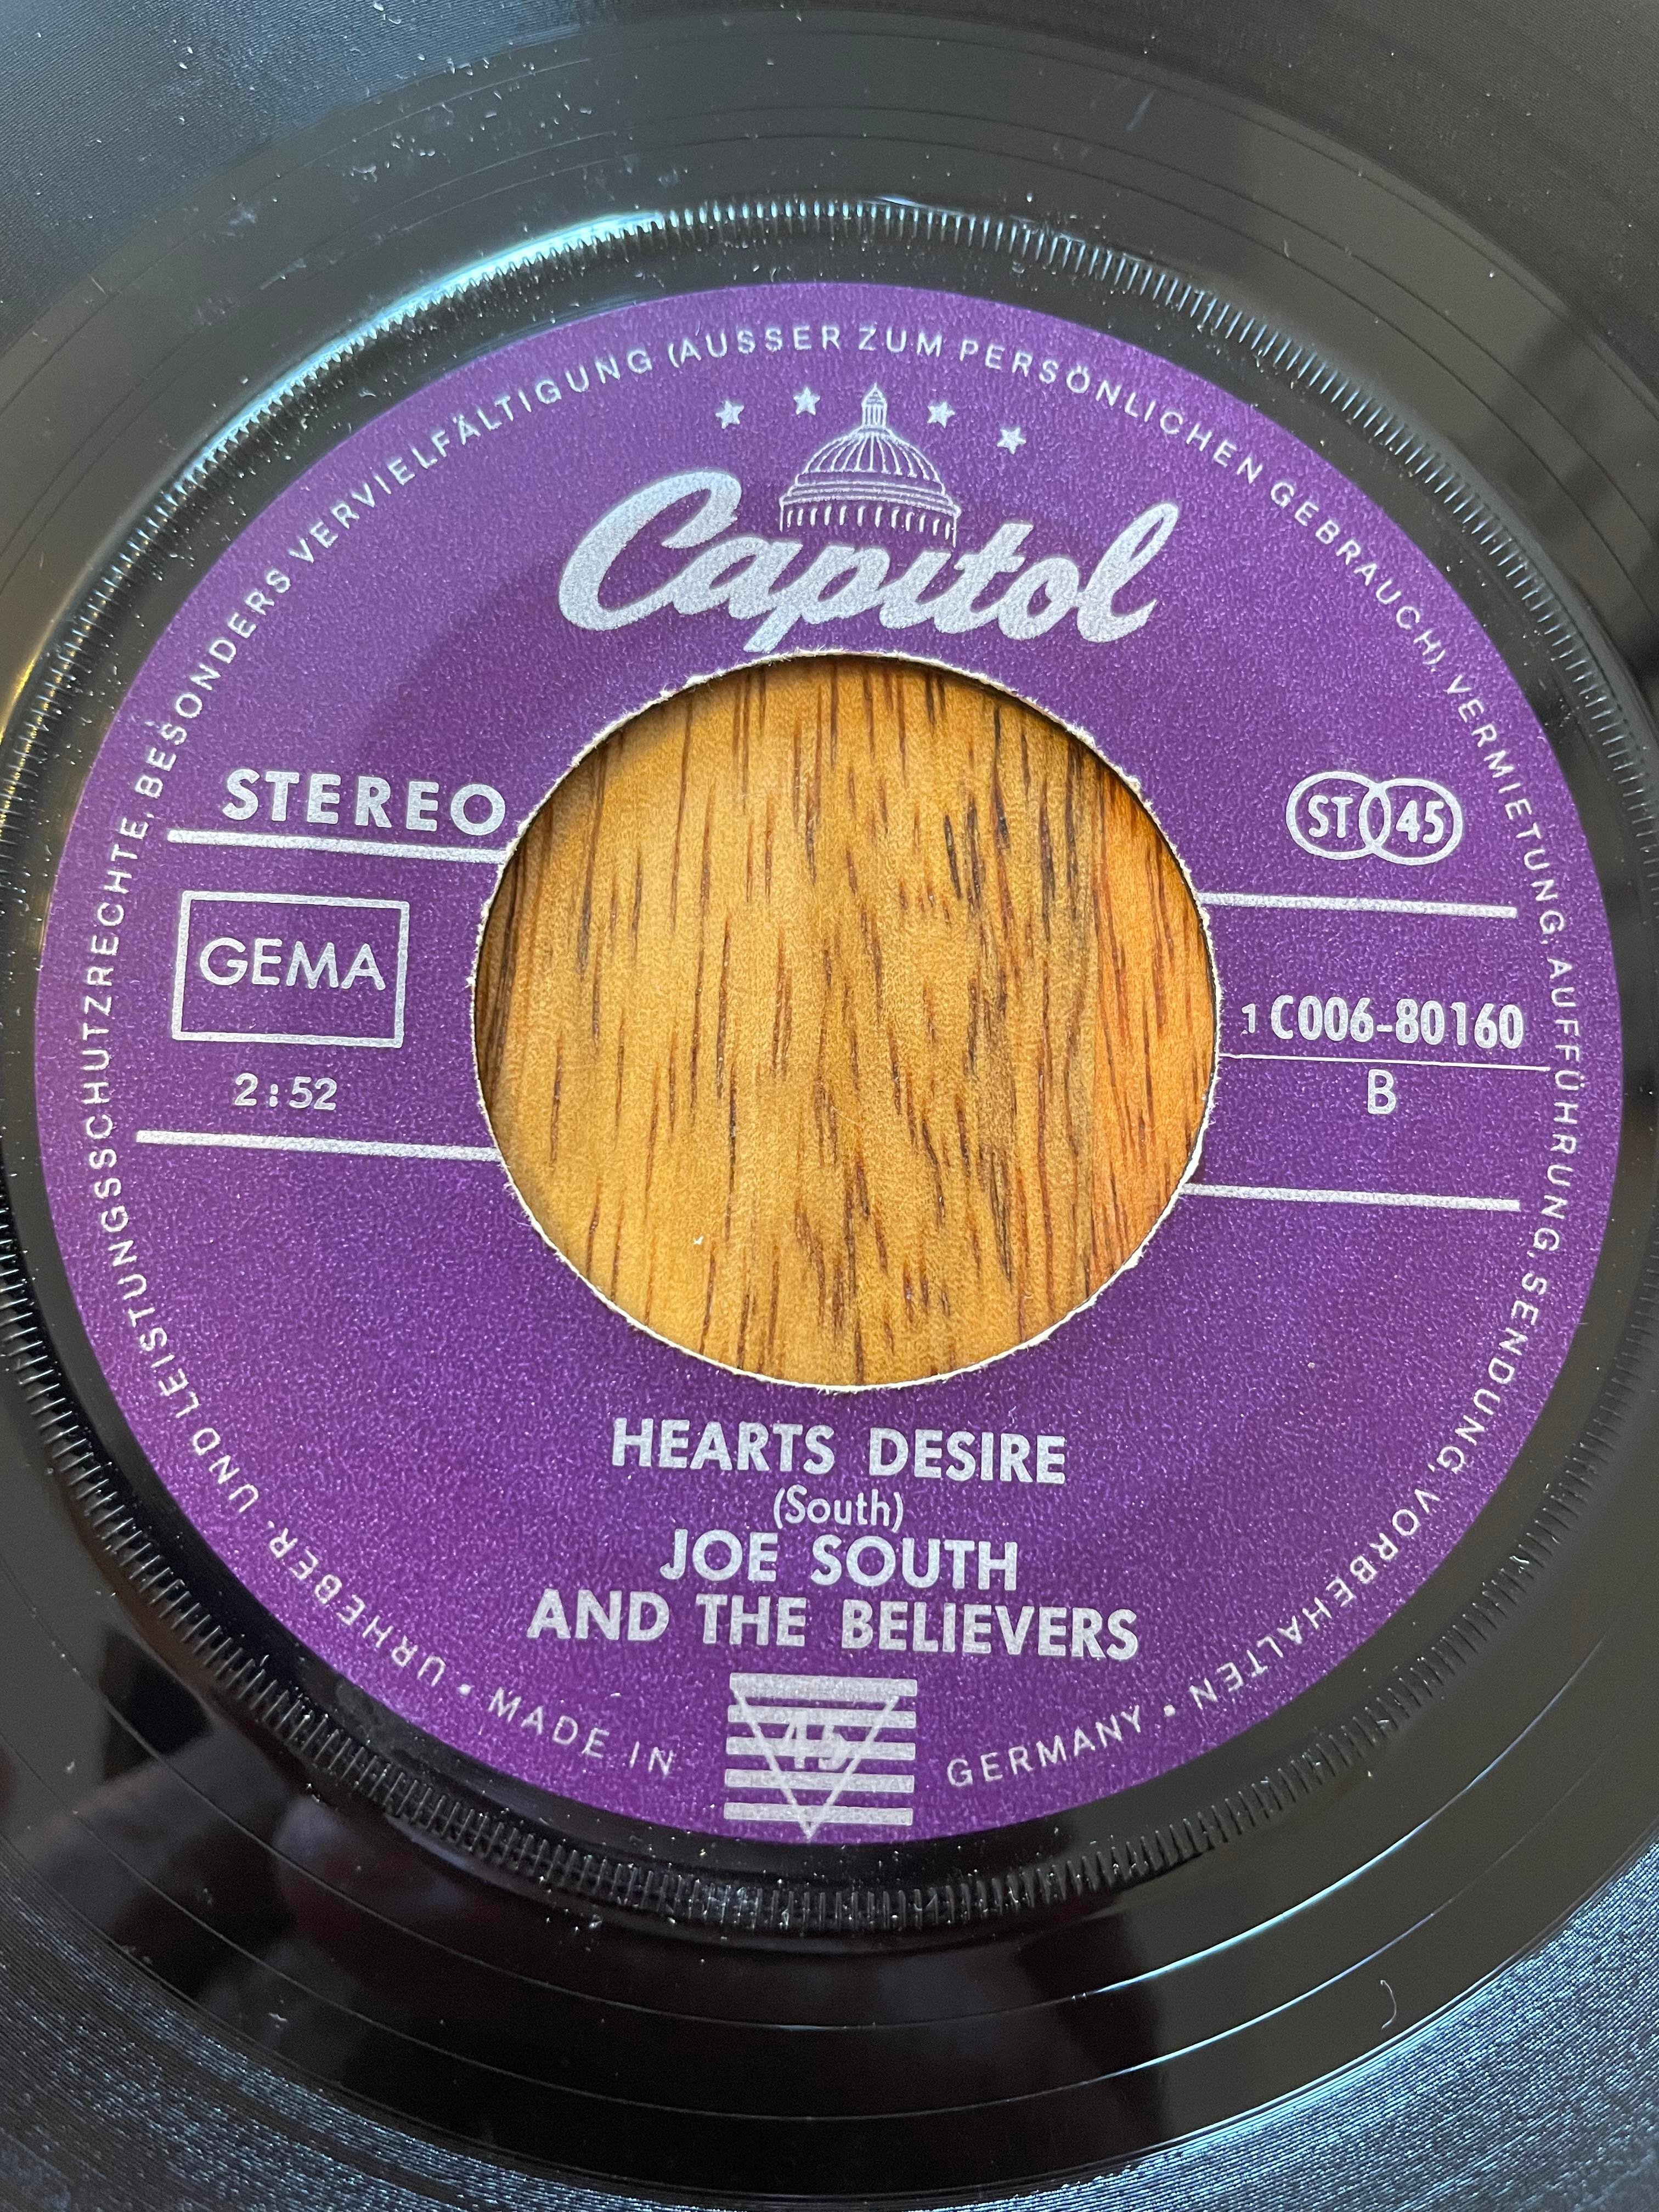 URHEBER- UND LEISTUNGSSCHUTZRECHTE, BESONDERS VERVIELFÄLTIGUNG (AUSSER ZUM PERSÖNLICHEN GEBRAUCH) VERMIETUNG, AUFFÜHRUNG, SENDUNG, VORBEHALTEN •
Capitol
STEREO
ST 45
GEMA
1 C006-80160
2:52
B
HEARTS DESIRE
(South)
JOE SOUTH
AND THE BELIEVERS
45
• MADE IN GERMANY •